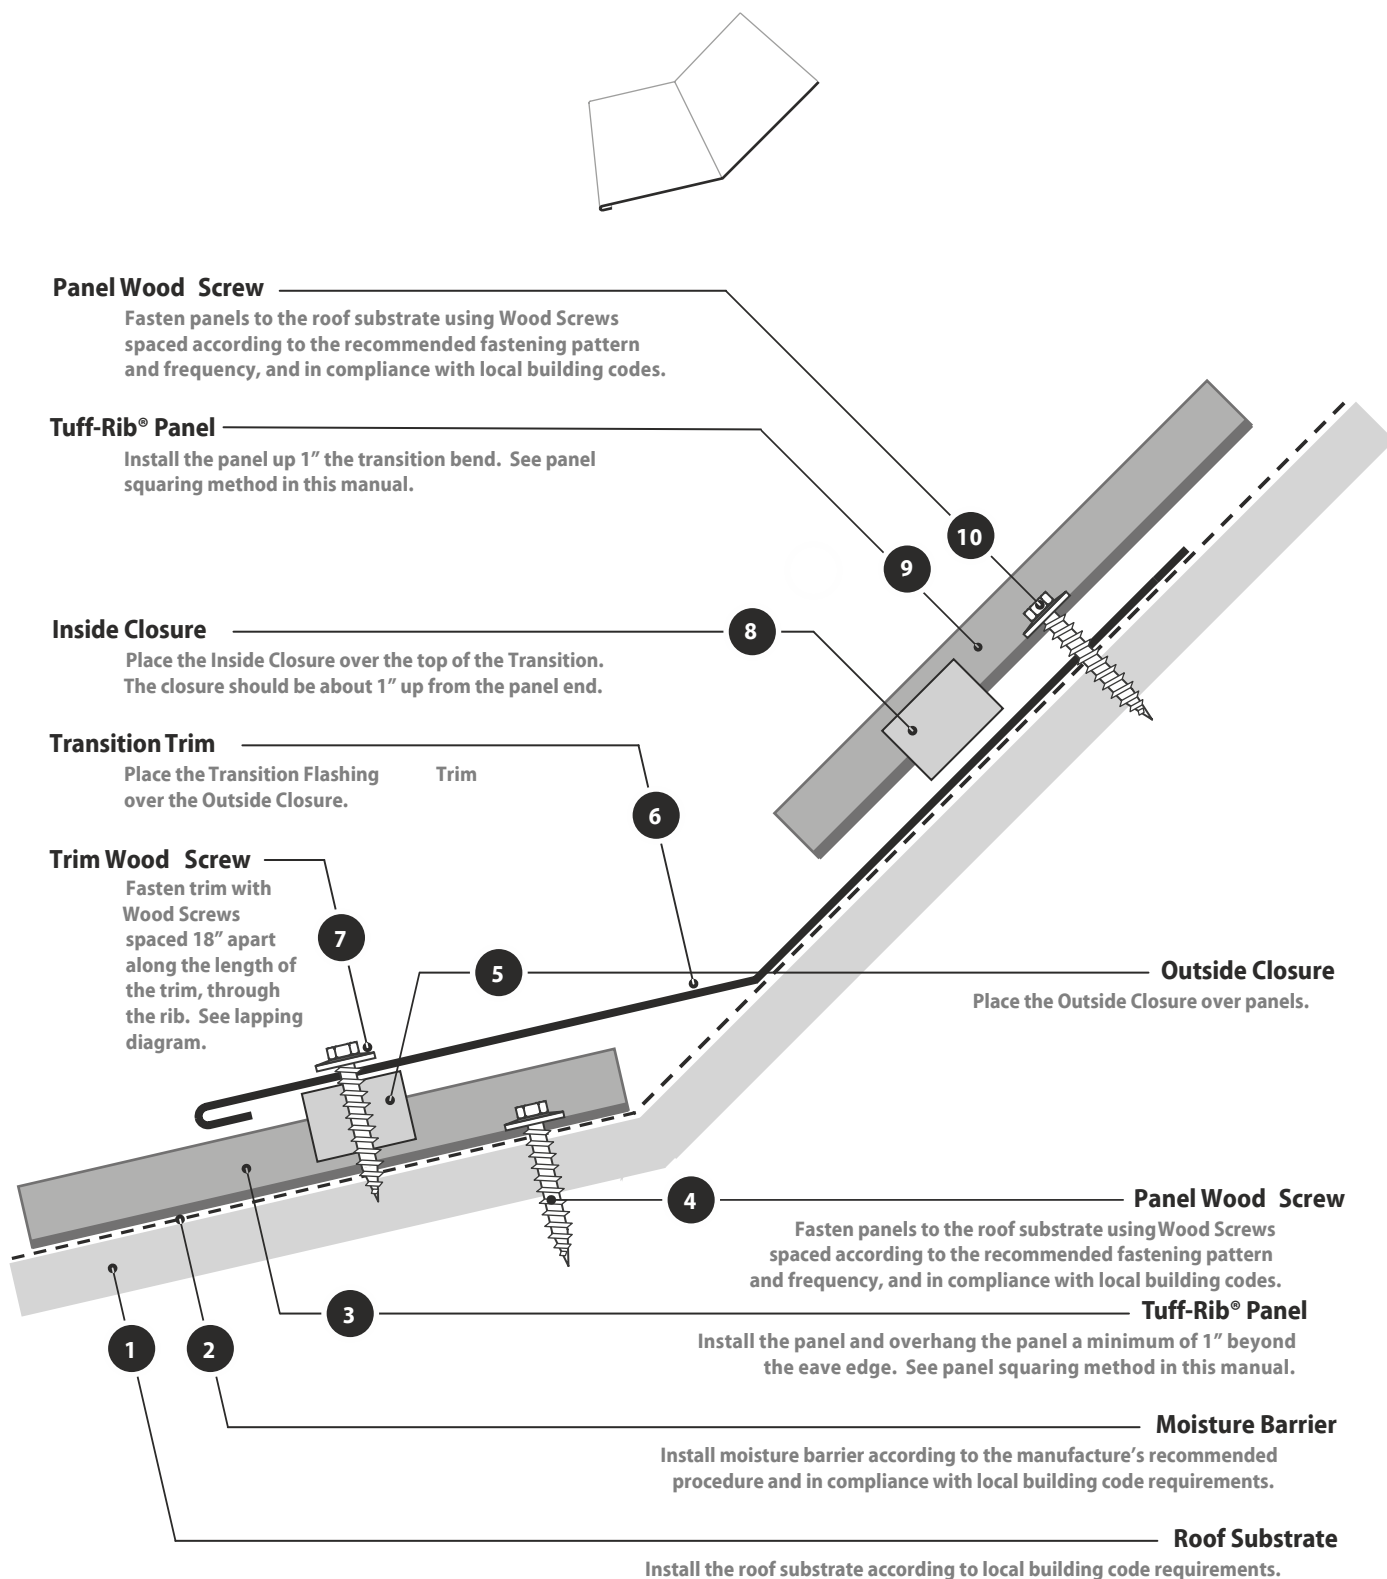 Panel Wood Screw
Fasten panels to the roof substrate using Wood Screws
spaced according to the recommended fastening pattern
and frequency, and in compliance with local building codes.
Tuff-Rib® Panel
Install the panel up 1” the transition bend. See panel
squaring method in this manual.
10
9
Inside Closure
8
Place the Inside Closure over the top of the Transition.
The closure should be about 1” up from the panel end.
Transition Trim
Place the Transition Flashing Trim
over the Outside Closure.
6
Trim Wood Screw
Fasten trim with
Wood Screws
spaced 18” apart
along the length of
the trim, through
the rib. See lapping
diagram.
7
5
Outside Closure
Place the Outside Closure over panels.
4
Panel Wood Screw
Fasten panels to the roof substrate using Wood Screws
spaced according to the recommended fastening pattern
and frequency, and in compliance with local building codes.
3
Tuff-Rib® Panel
Install the panel and overhang the panel a minimum of 1” beyond
the eave edge. See panel squaring method in this manual.
1
2
Moisture Barrier
Install moisture barrier according to the manufacture’s recommended
procedure and in compliance with local building code requirements.
Roof Substrate
Install the roof substrate according to local building code requirements.